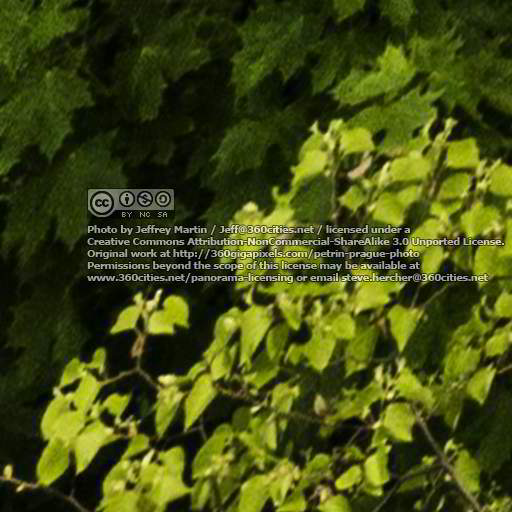 cc
BY NC SA
Photo by Jeffrey Martin / Jeff@360cities.net / licensed under a
Creative Commons Attribution-NonCommercial-ShareAlike 3.0 Unported License.
Original work at http://360gigapixels.com/petrin-prague-photo
Permissions beyond the scope of this license may be available at
www.360cities.net/panorama-licensing or email steve.hercher@360cities.net